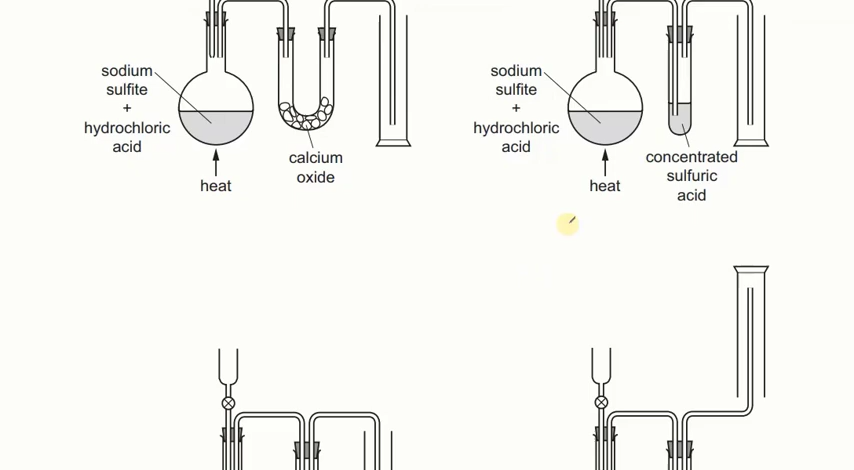 sodium
sulfite
+
hydrochloric
acid
heat
calcium
oxide
sodium
sulfite
+
hydrochloric
acid
heat
concentrated
sulfuric
acid